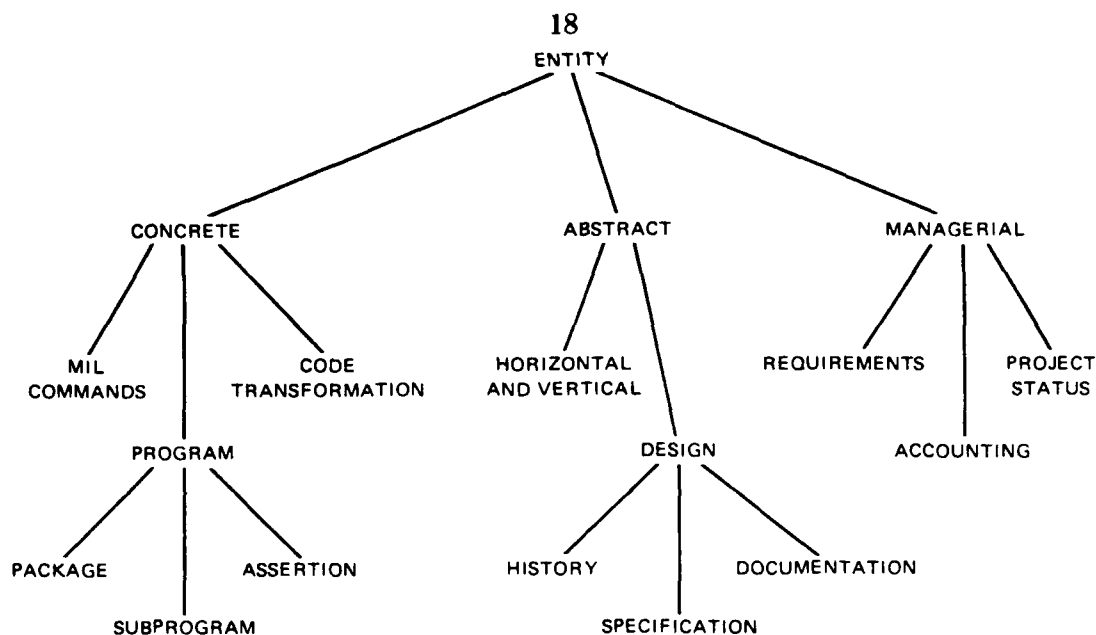 18
ENTITY
CONCRETE
ABSTRACT
MANAGERIAL
MIL
COMMANDS
CODE
TRANSFORMATION
HORIZONTAL
AND VERTICAL
REQUIREMENTS
PROJECT
STATUS
PROGRAM
DESIGN
ACCOUNTING
PACKAGE
ASSERTION
HISTORY
DOCUMENTATION
SUBPROGRAM
SPECIFICATION